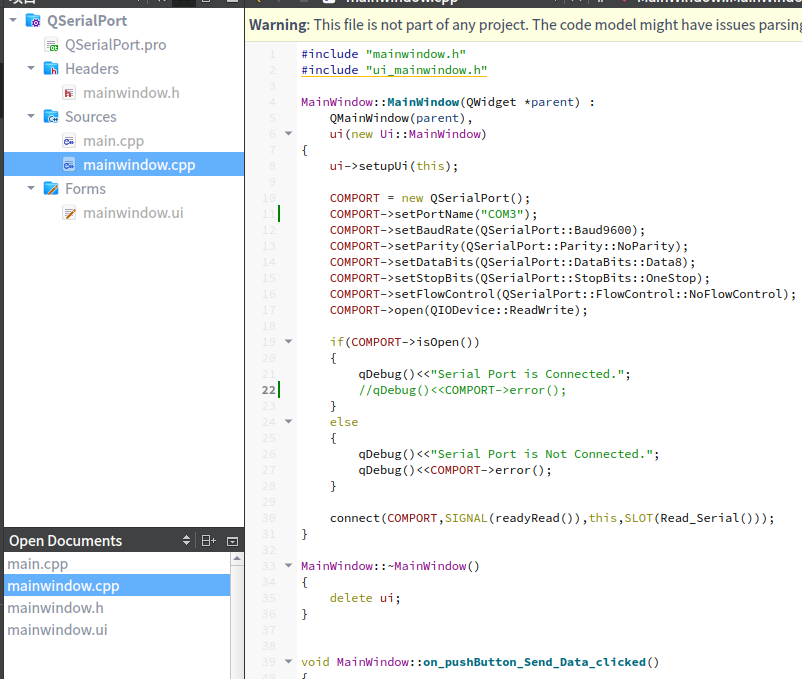 QSerialPort
QSerialPort.pro
Headers
mainwindow.h
Sources
main.cpp
mainwindow.cpp
Forms
mainwindow.ui
Open Documents
main.cpp
mainwindow.cpp
mainwindow.h
mainwindow.ui
Warning: This file is not part of any project. The code model might have issues parsing
1 #include "mainwindow.h"
2 #include "ui_mainwindow.h"
3
4 MainWindow::MainWindow(QWidget *parent) :
5 QMainWindow(parent),
6 ui(new Ui::MainWindow)
7 {
8 ui->setupUi(this);
9
10 COMPORT = new QSerialPort();
11 COMPORT->setPortName("COM3");
12 COMPORT->setBaudRate(QSerialPort::Baud9600);
13 COMPORT->setParity(QSerialPort::Parity::NoParity);
14 COMPORT->setDataBits(QSerialPort::DataBits::Data8);
15 COMPORT->setStopBits(QSerialPort::StopBits::OneStop);
16 COMPORT->setFlowControl(QSerialPort::FlowControl::NoFlowControl);
17 COMPORT->open(QIODevice::ReadWrite);
18
19 if(COMPORT->isOpen())
20 {
21 qDebug()<<"Serial Port is Connected.";
22 //qDebug()<<COMPORT->error();
23 }
24 else
25 {
26 qDebug()<<"Serial Port is Not Connected.";
27 qDebug()<<COMPORT->error();
28 }
29
30 connect(COMPORT,SIGNAL(readyRead()),this,SLOT(Read_Serial()));
31 }
32
33 MainWindow::~MainWindow()
34 {
35 delete ui;
36 }
37
38
39 void MainWindow::on_pushButton_Send_Data_clicked()
40 {